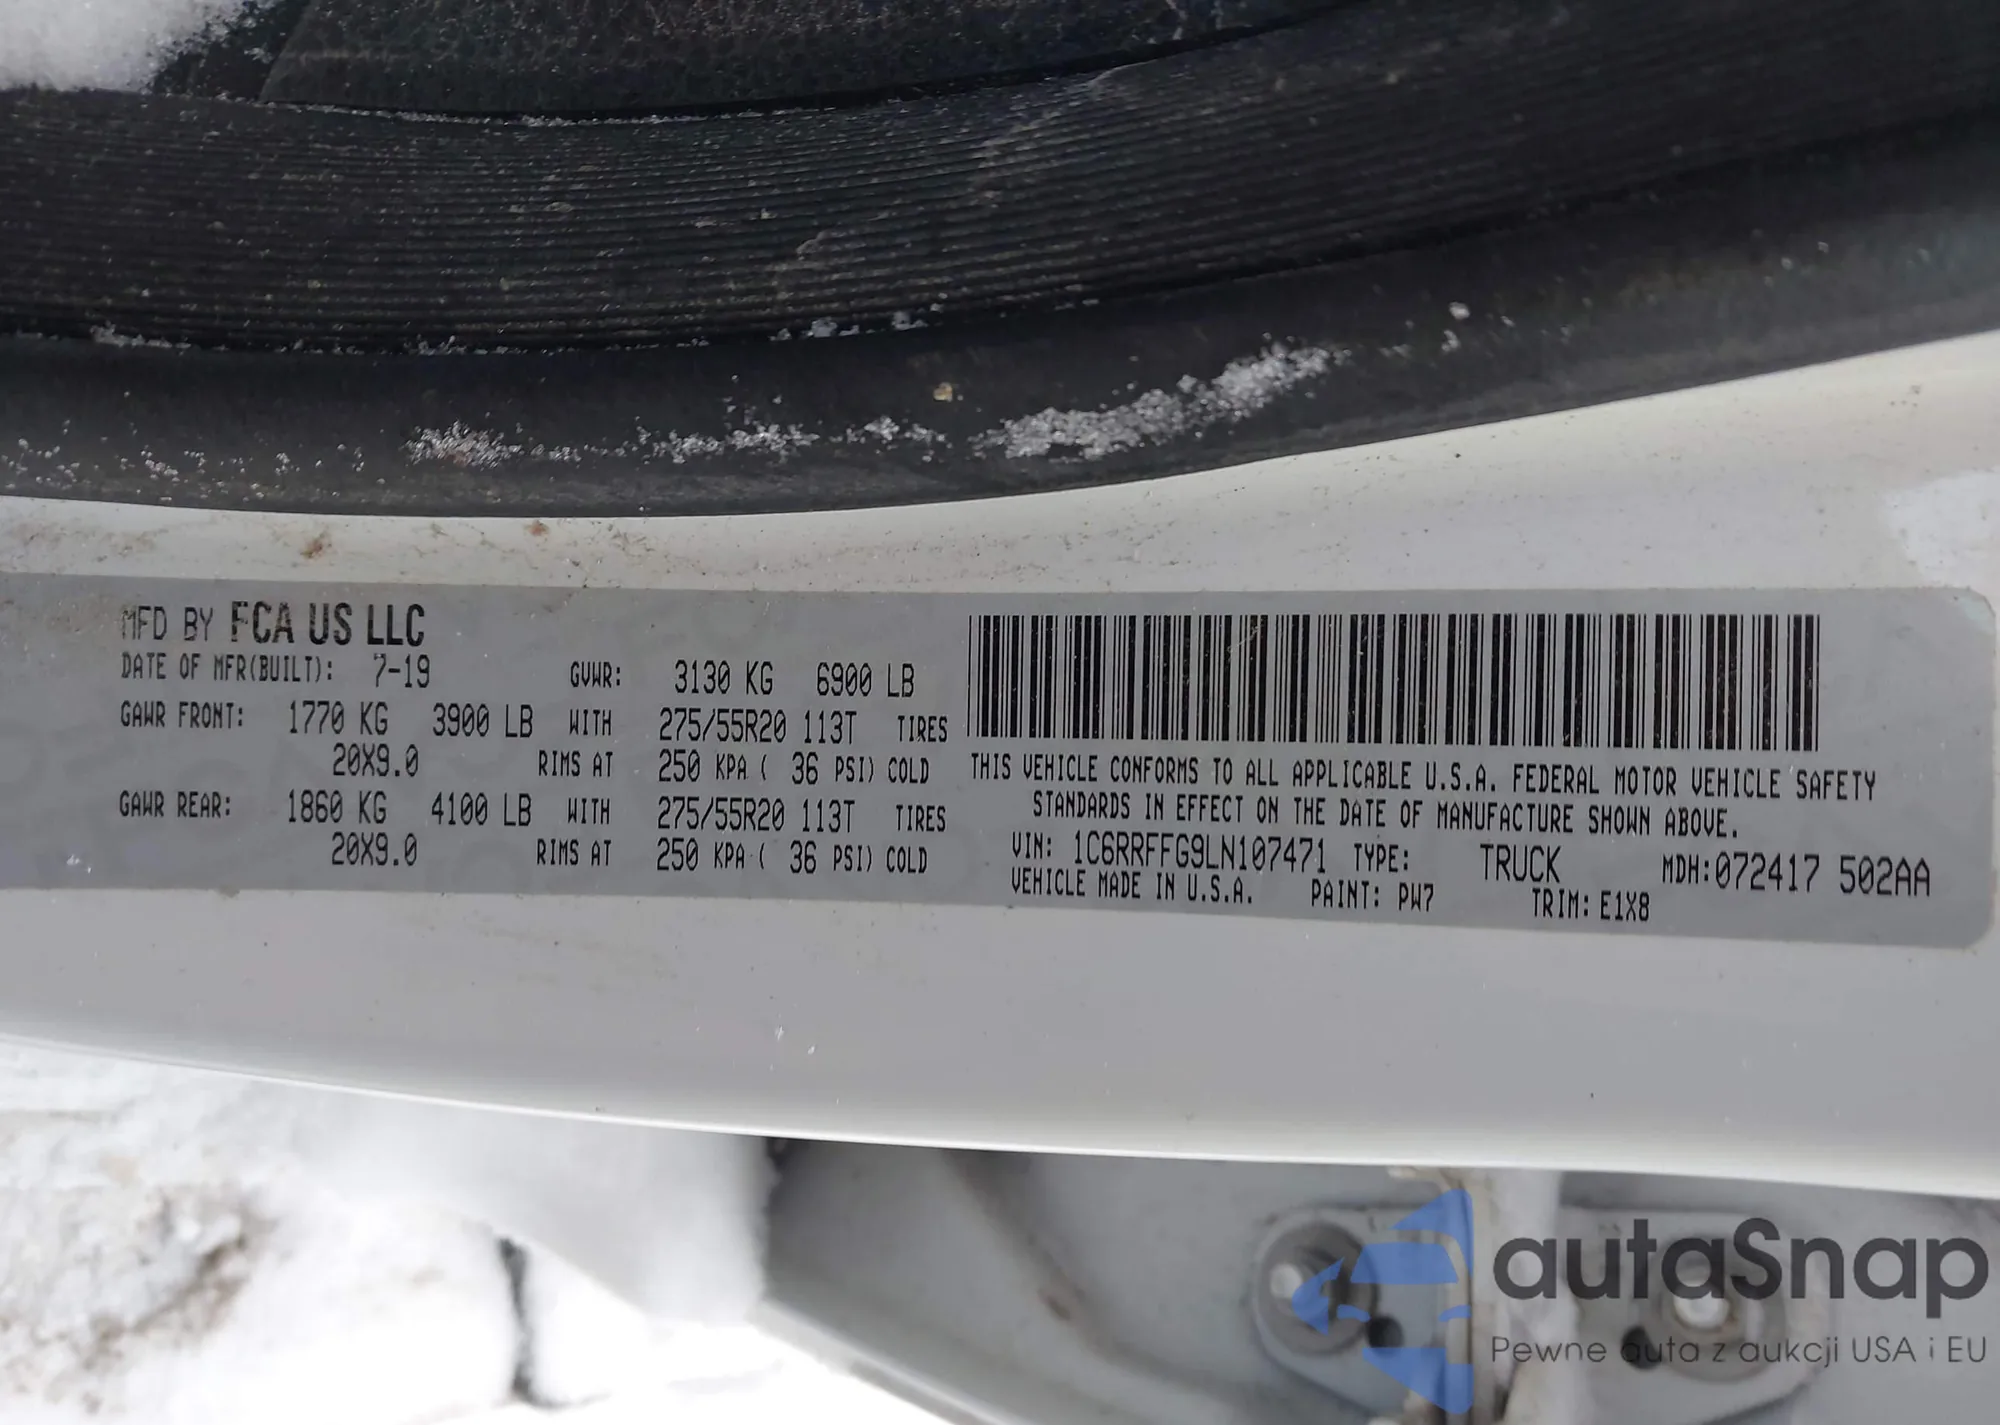 MFD BY FCA US LLC
DATE OF MFR(BUILT): 7-19 GVWR: 3130 KG 6900 LB
GAWR FRONT: 1770 KG 3900 LB WITH 275/55R20 113T TIRES
20X9.0 RIMS AT 250 KPA ( 36 PSI) COLD
GAWR REAR: 1860 KG 4100 LB WITH 275/55R20 113T TIRES
20X9.0 RIMS AT 250 KPA ( 36 PSI) COLD
THIS VEHICLE CONFORMS TO ALL APPLICABLE U.S.A. FEDERAL MOTOR VEHICLE SAFETY
STANDARDS IN EFFECT ON THE DATE OF MANUFACTURE SHOWN ABOVE.
VIN: 1C6RRFFG9LN107471 TYPE: TRUCK MDH:072417 502AA
VEHICLE MADE IN U.S.A. PAINT: PW7 TRIM: E1X8
autaSnap
Pewne auta z aukcji USA i EU